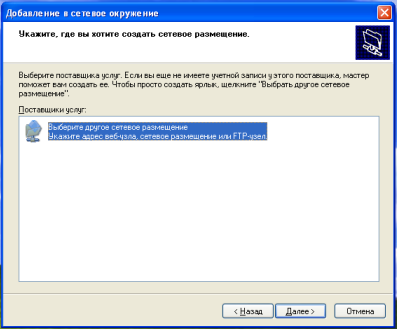 Добавление в сетевое окружение
Укажите, где вы хотите создать сетевое размещение.
Выберите поставщика услуг. Если вы еще не имеете учетной записи у этого поставщика, мастер
поможет вам создать ее. Чтобы просто создать ярлык, щелкните "Выбрать другое сетевое
размещение".
Поставщики услуг:
Выберите другое сетевое размещение
Укажите адрес веб-узла, сетевое размещение или FTP-узел.
< Назад
Далее >
Отмена